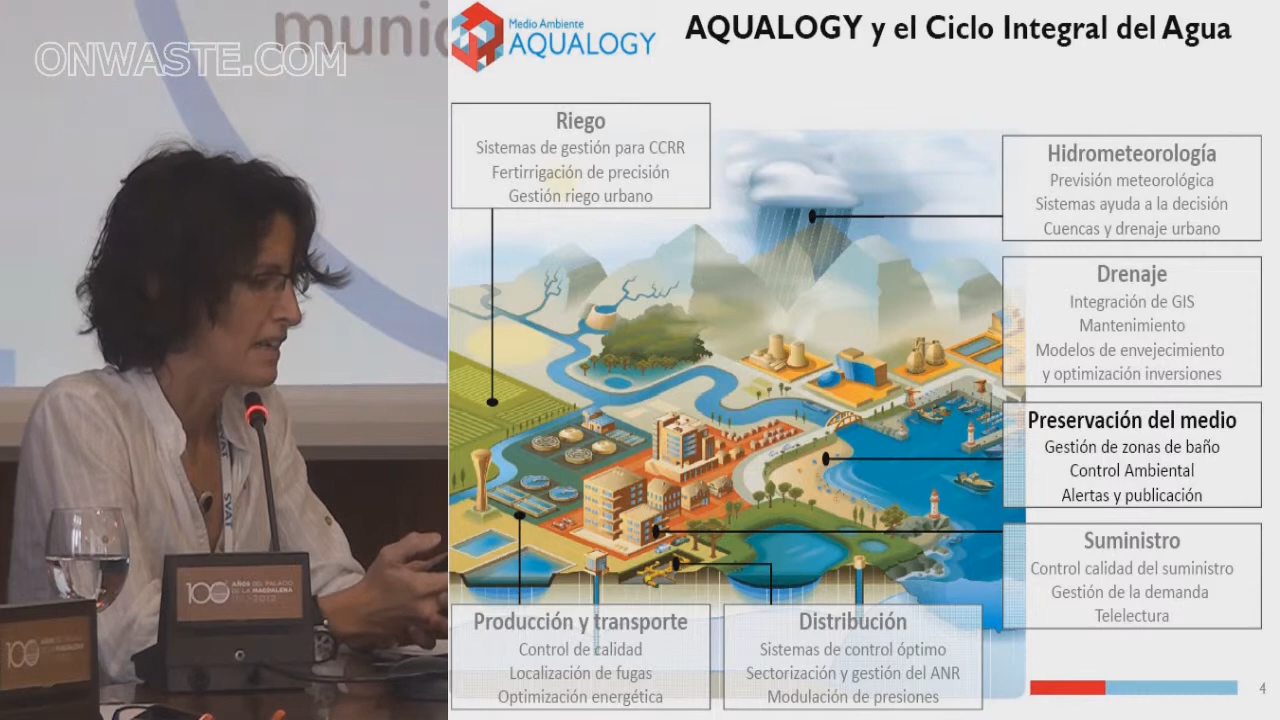 ONWASTE.COM
munic
100 AÑOS DEL PALACIO
DE LA MAGDALENA
100
Medio Ambiente
AQUALOGY
AQUALOGY y el Ciclo Integral del Agua
Riego
Sistemas de gestión para CCRR
Fertirrigación de precisión
Gestión riego urbano
Hidrometeorología
Previsión meteorológica
Sistemas ayuda a la decisión
Cuencas y drenaje urbano
Drenaje
Integración de GIS
Mantenimiento
Modelos de envejecimiento
y optimización inversiones
Preservación del medio
Gestión de zonas de baño
Control Ambiental
Alertas y publicación
Suministro
Control calidad del suministro
Gestión de la demanda
Telelectura
Producción y transporte
Control de calidad
Localización de fugas
Optimización energética
Distribución
Sistemas de control óptimo
Sectorización y gestión del ANR
Modulación de presiones
4